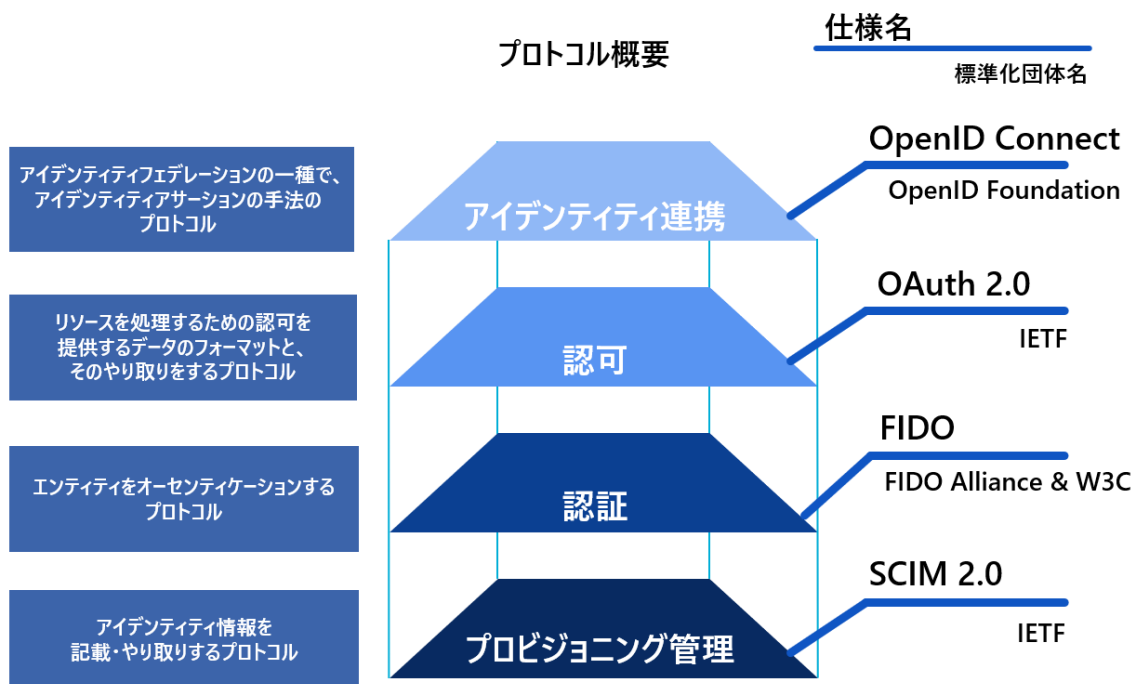 プロトコル概要
仕様名
標準化団体名
アイデンティティフェデレーションの一種で、
アイデンティティアサーションの手法の
プロトコル
アイデンティティ連携
OpenID Connect
OpenID Foundation
リソースを処理するための認可を
提供するデータのフォーマットと、
そのやり取りをするプロトコル
認可
OAuth 2.0
IETF
エンティティをオーセンティケーションする
プロトコル
認証
FIDO
FIDO Alliance & W3C
アイデンティティ情報を
記載・やり取りするプロトコル
プロビジョニング管理
SCIM 2.0
IETF